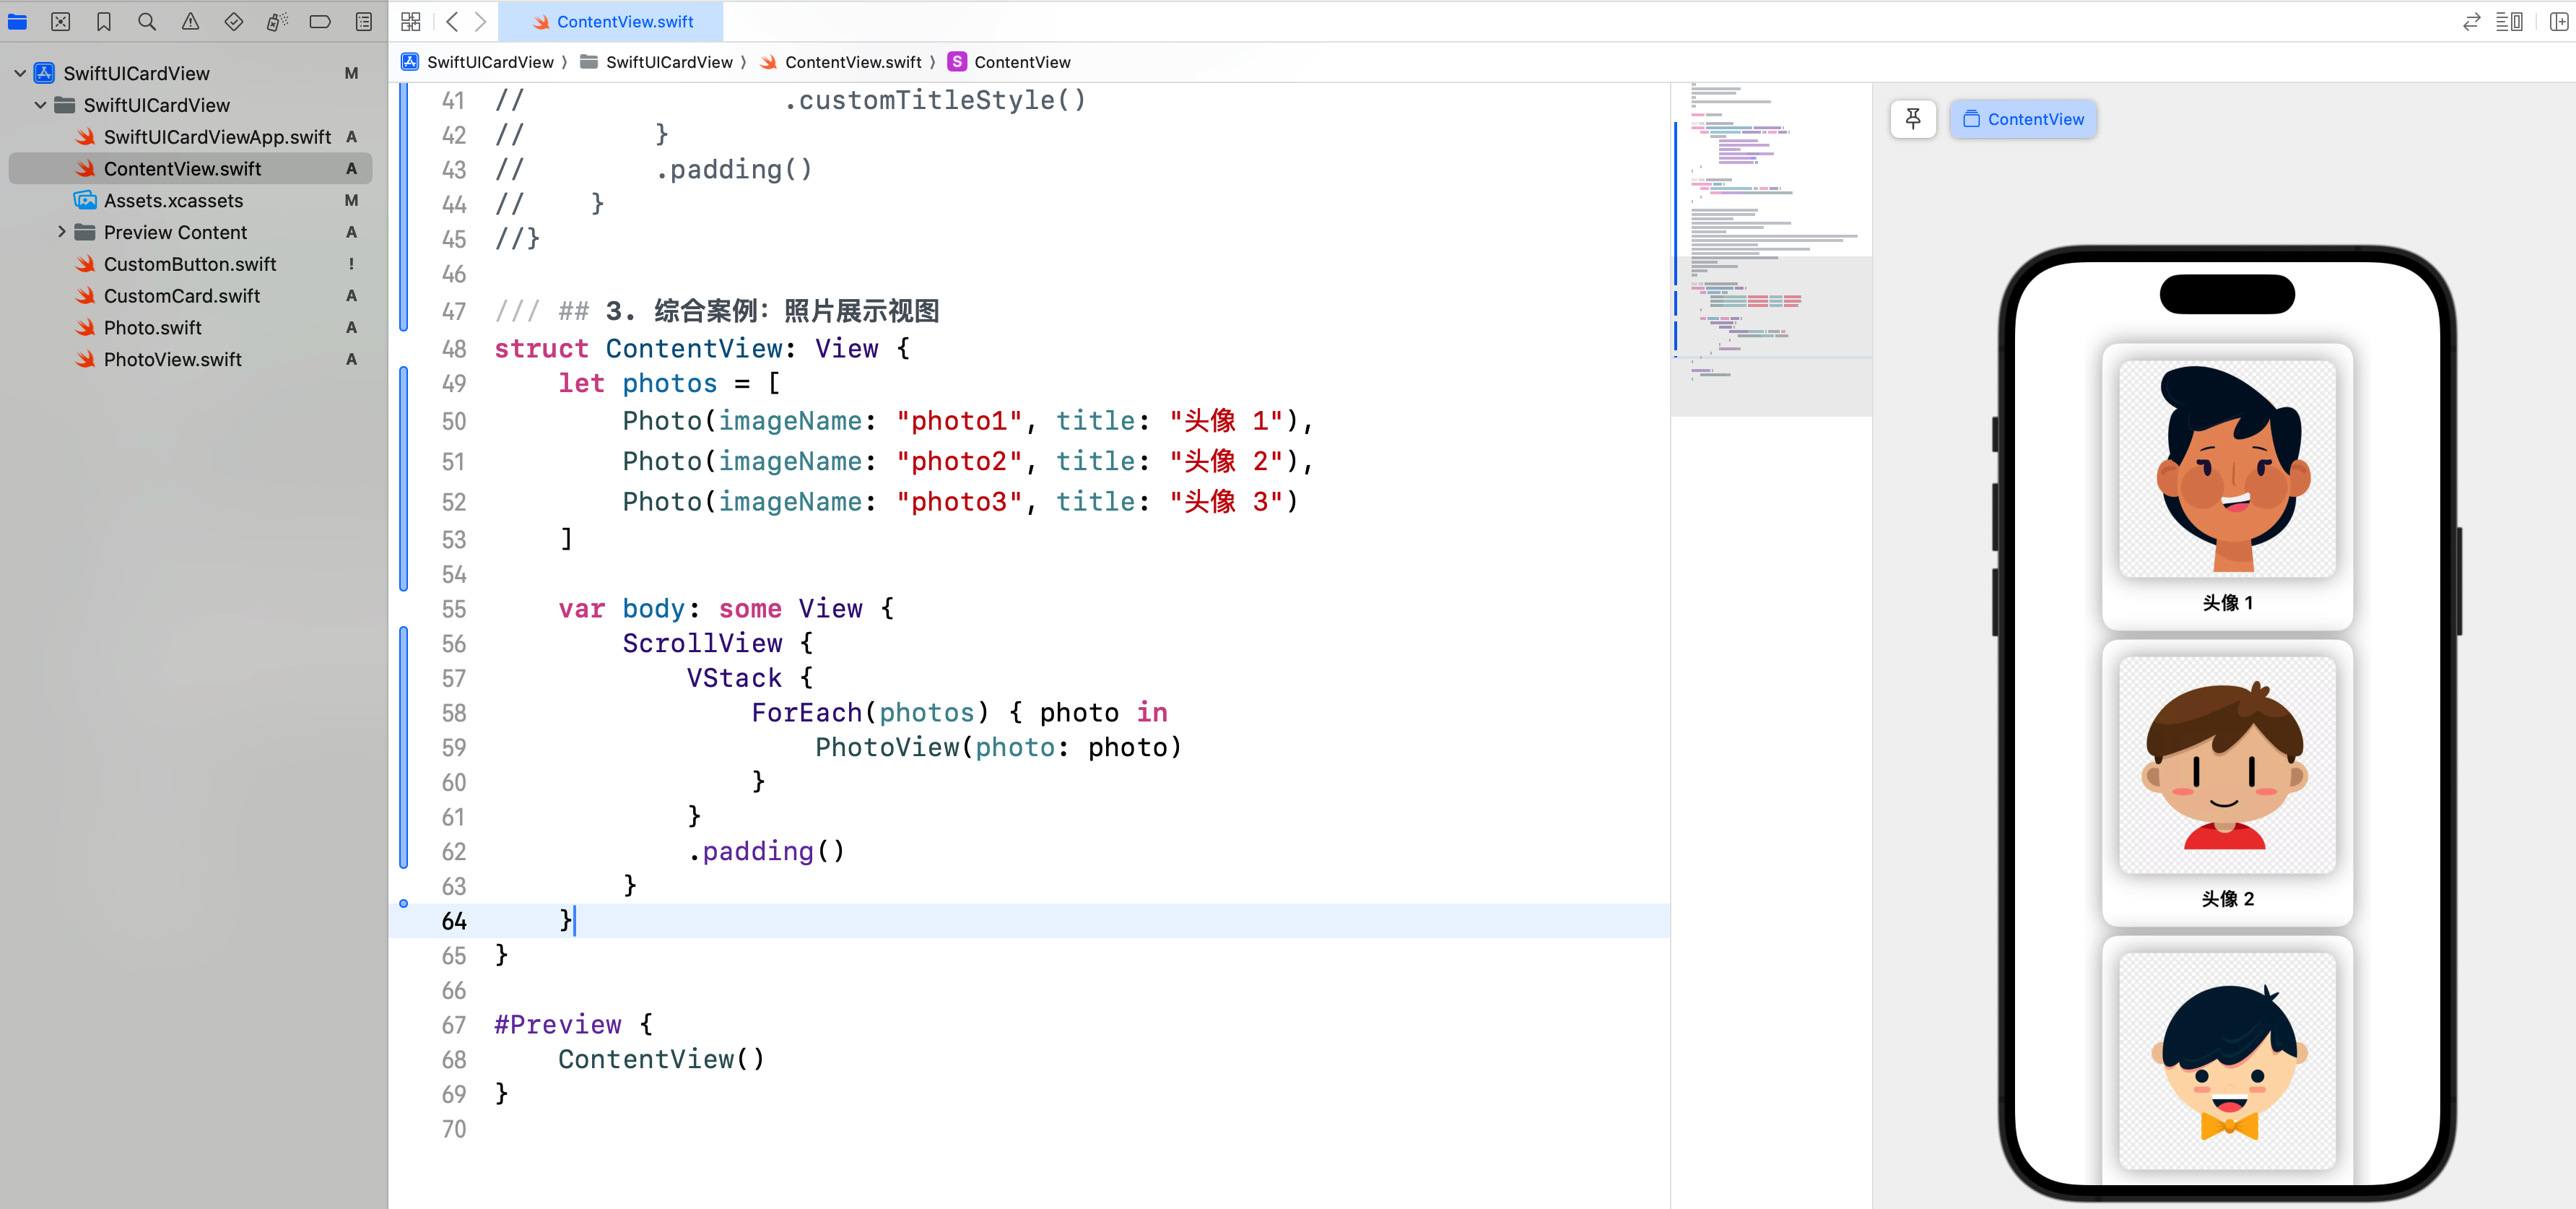 ContentView.swift
SwiftUICardView M
SwiftUICardView
SwiftUICardViewApp.swift A
ContentView.swift A
Assets.xcassets M
Preview Content A
CustomButton.swift !
CustomCard.swift A
Photo.swift A
PhotoView.swift A
SwiftUICardView 〉 SwiftUICardView 〉 ContentView.swift 〉 S ContentView
41 //                .customTitleStyle()
42 //        }
43 //        .padding()
44 //    }
45 //}
46
47 /// ## 3. 综合案例：照片展示视图
48 struct ContentView: View {
49     let photos = [
50         Photo(imageName: "photo1", title: "头像 1"),
51         Photo(imageName: "photo2", title: "头像 2"),
52         Photo(imageName: "photo3", title: "头像 3")
53     ]
54
55     var body: some View {
56         ScrollView {
57             VStack {
58                 ForEach(photos) { photo in
59                     PhotoView(photo: photo)
60                 }
61             }
62             .padding()
63         }
64     }
65 }
66
67 #Preview {
68     ContentView()
69 }
70
ContentView
头像 1
头像 2